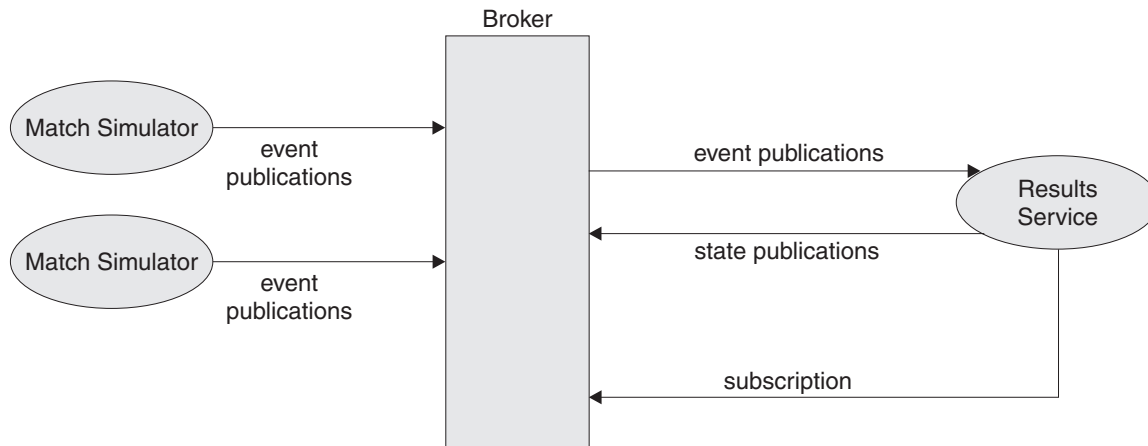 Broker
Match Simulator
event
publications
Match Simulator
event
publications
event publications
Results
Service
state publications
subscription